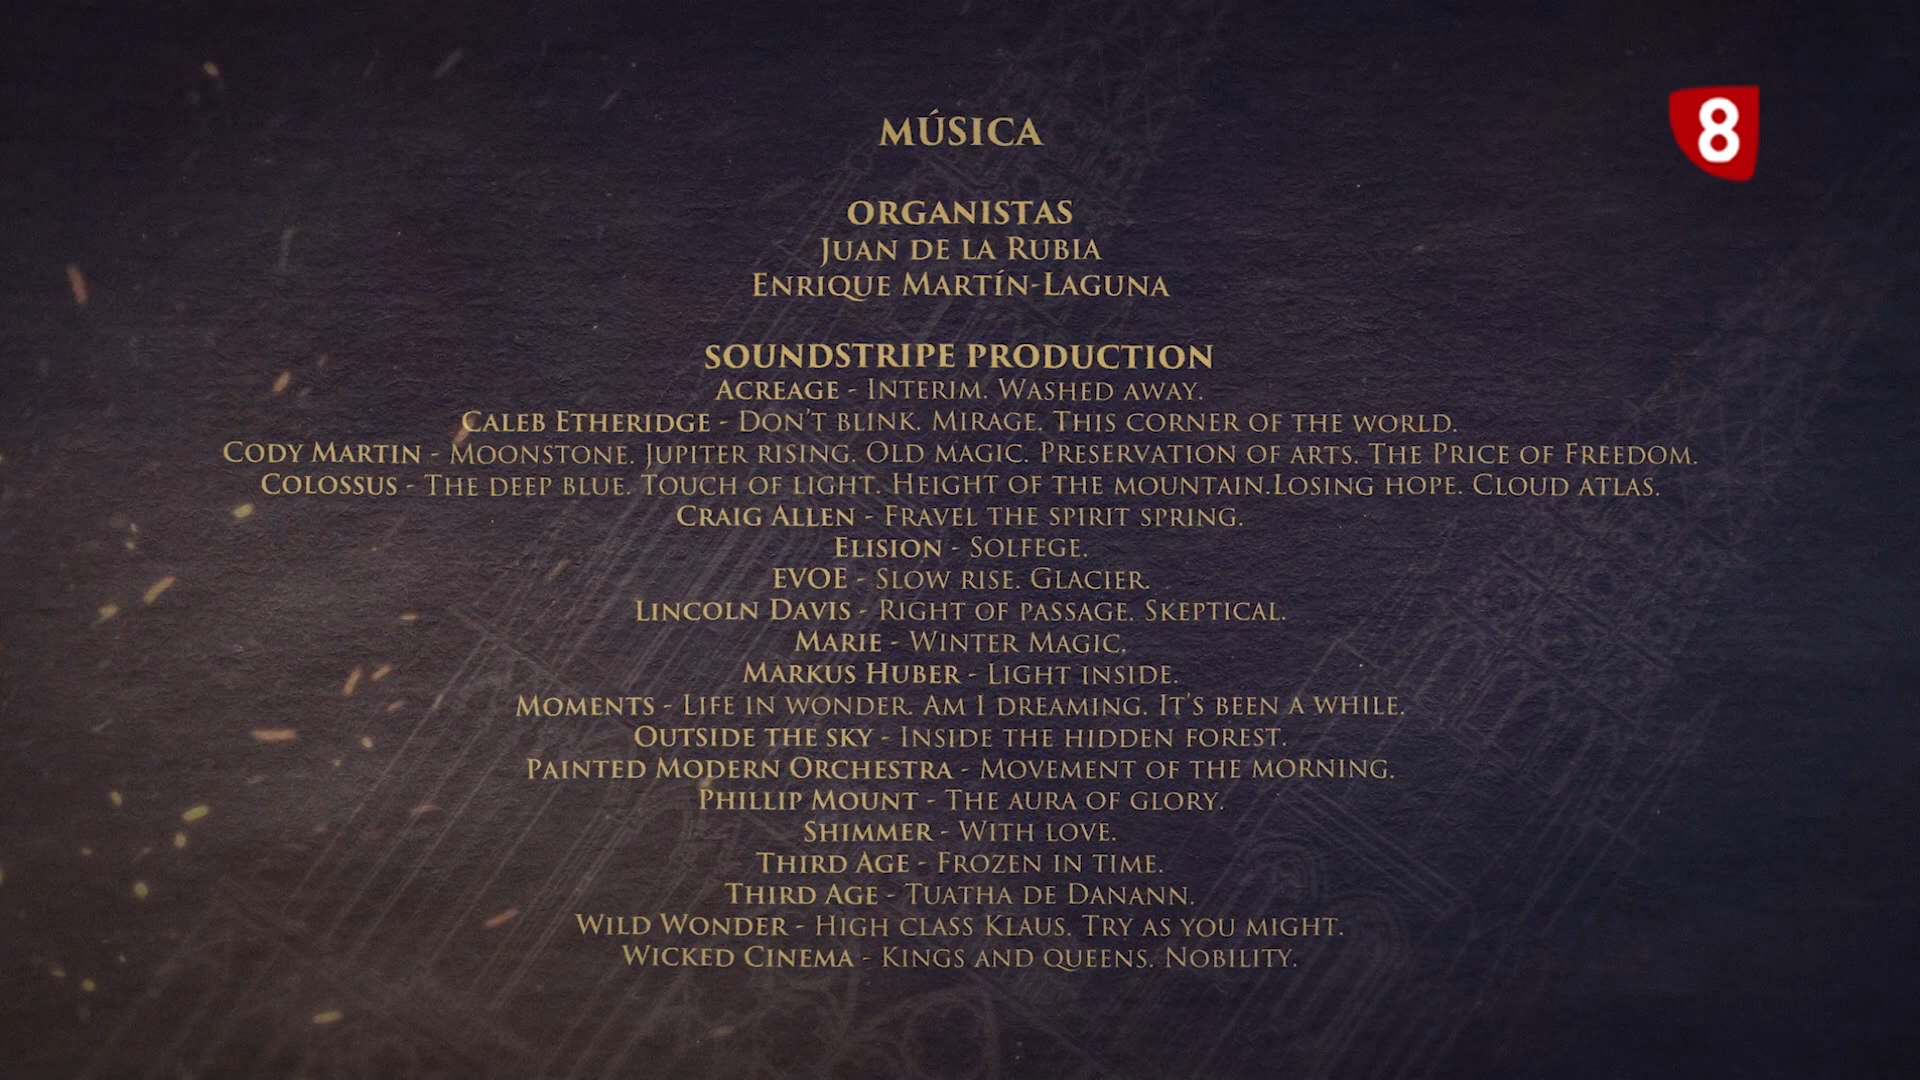 MÚSICA
8
ORGANISTAS
JUAN DE LA RUBIA
ENRIQUE MARTÍN-LAGUNA
SOUNDSTRIPE PRODUCTION
ACREAGE - INTERIM. WASHED AWAY.
CALEB ETHERIDGE - DON'T BLINK. MIRAGE. THIS CORNER OF THE WORLD.
CODY MARTIN - MOONSTONE. JUPITER RISING. OLD MAGIC. PRESERVATION OF ARTS. THE PRICE OF FREEDOM.
COLOSSUS - THE DEEP BLUE. TOUCH OF LIGHT. HEIGHT OF THE MOUNTAIN.LOSING HOPE. CLOUD ATLAS.
CRAIG ALLEN - FRAVEL THE SPIRIT SPRING.
ELISION - SOLFEGE.
EVOE - SLOW RISE. GLACIER.
LINCOLN DAVIS - RIGHT OF PASSAGE. SKEPTICAL.
MARIE - WINTER MAGIC.
MARKUS HUBER - LIGHT INSIDE.
MOMENTS - LIFE IN WONDER. AM I DREAMING. IT'S BEEN A WHILE.
OUTSIDE THE SKY - INSIDE THE HIDDEN FOREST.
PAINTED MODERN ORCHESTRA - MOVEMENT OF THE MORNING.
PHILLIP MOUNT - THE AURA OF GLORY.
SHIMMER - WITH LOVE.
THIRD AGE - FROZEN IN TIME.
THIRD AGE - TUATHA DE DANANN.
WILD WONDER - HIGH CLASS KLAUS. TRY AS YOU MIGHT.
WICKED CINEMA - KINGS AND QUEENS. NOBILITY.